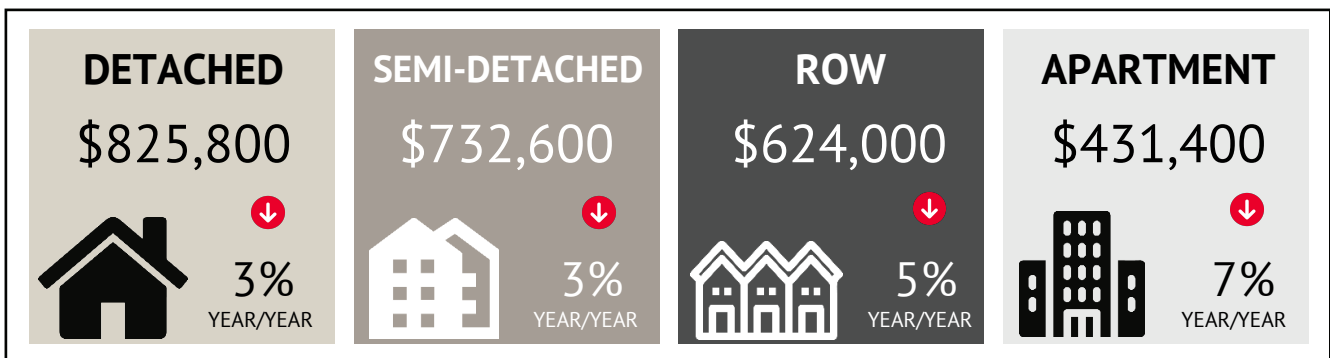 DETACHED
$825,800
3%
YEAR/YEAR
SEMI-DETACHED
$732,600
3%
YEAR/YEAR
ROW
$624,000
5%
YEAR/YEAR
APARTMENT
$431,400
7%
YEAR/YEAR